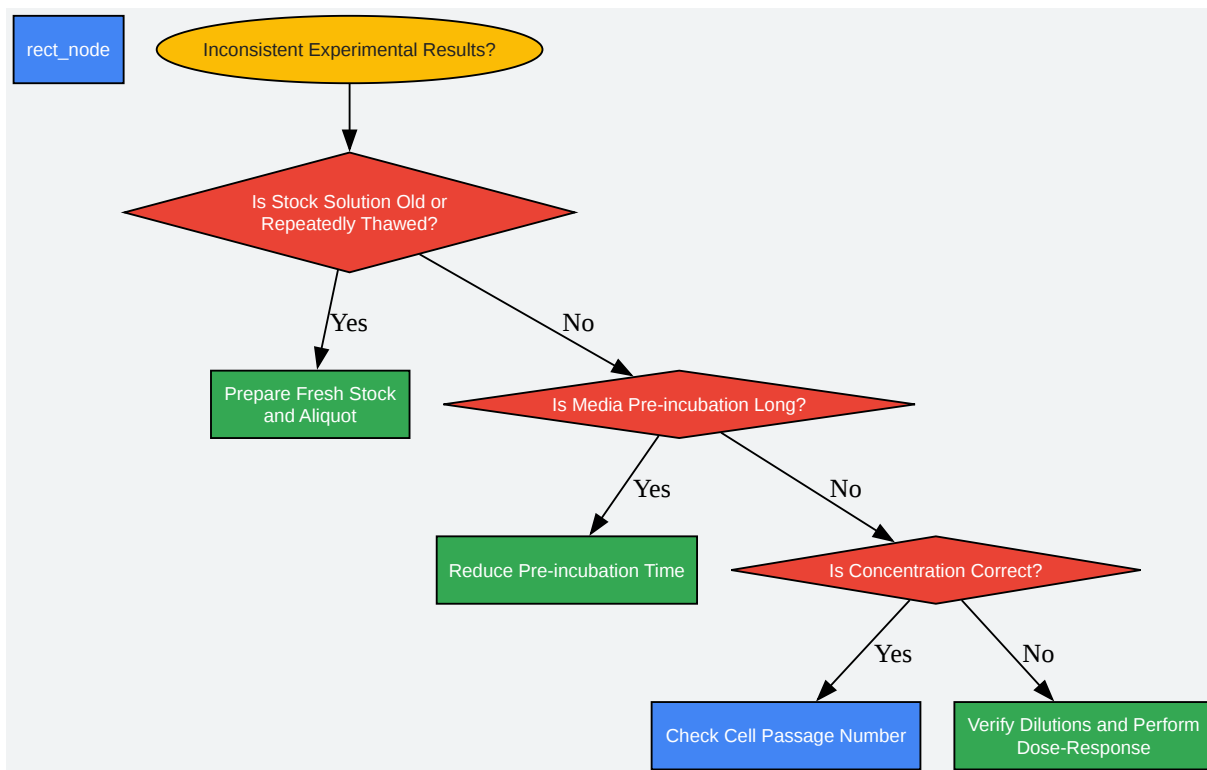 rect_node
Inconsistent Experimental Results?
Is Stock Solution Old or
Repeatedly Thawed?
Yes
No
Prepare Fresh Stock
and Aliquot
Is Media Pre-incubation Long?
Yes
No
Reduce Pre-incubation Time
Is Concentration Correct?
Yes
No
Check Cell Passage Number
Verify Dilutions and Perform
Dose-Response